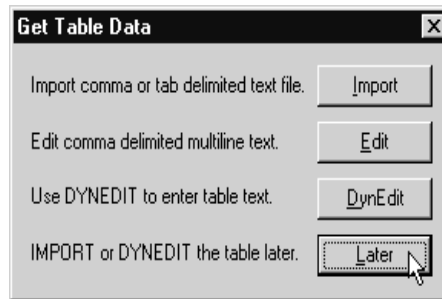 Get Table Data
Import comma or tab delimited text file. Import
Edit comma delimited multiline text. Edit
Use DYNEDIT to enter table text. DynEdit
IMPORT or DYNEDIT the table later. Later